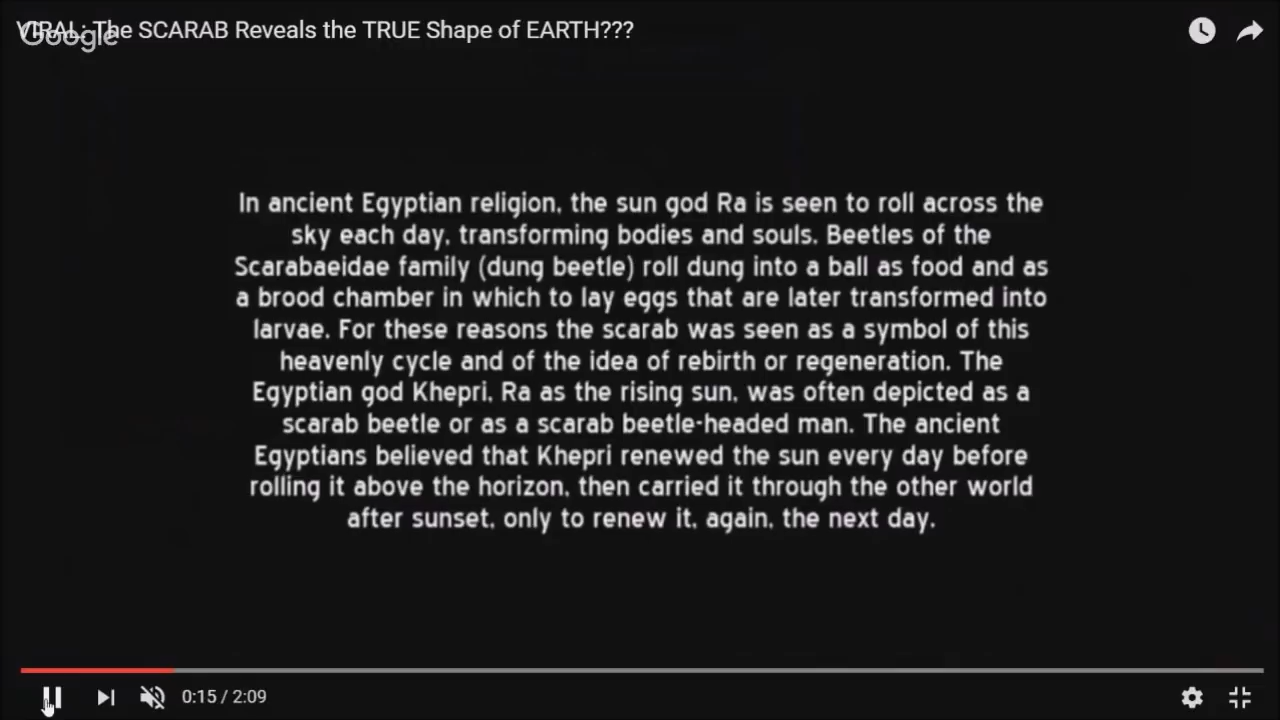 VIRAL: The SCARAB Reveals the TRUE Shape of EARTH???
Google
In ancient Egyptian religion, the sun god Ra is seen to roll across the
sky each day, transforming bodies and souls. Beetles of the
Scarabaeidae family (dung beetle) roll dung into a ball as food and as
a brood chamber in which to lay eggs that are later transformed into
larvae. For these reasons the scarab was seen as a symbol of this
heavenly cycle and of the idea of rebirth or regeneration. The
Egyptian god Khepri, Ra as the rising sun, was often depicted as a
scarab beetle or as a scarab beetle-headed man. The ancient
Egyptians believed that Khepri renewed the sun every day before
rolling it above the horizon, then carried it through the other world
after sunset, only to renew it, again, the next day.
0:15 / 2:09